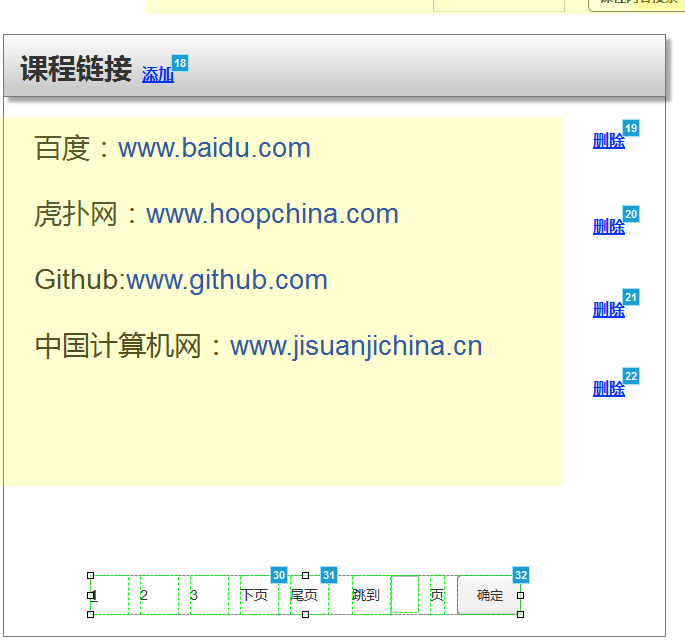 课程链接 添加 18
删除 19
百度：www.baidu.com
虎扑网：www.hoopchina.com
删除 20
Github:www.github.com
删除 21
中国计算机网：www.jisuanjichina.cn
删除 22
30 31 32
1 2 3 下页 尾页 跳到 页 确定